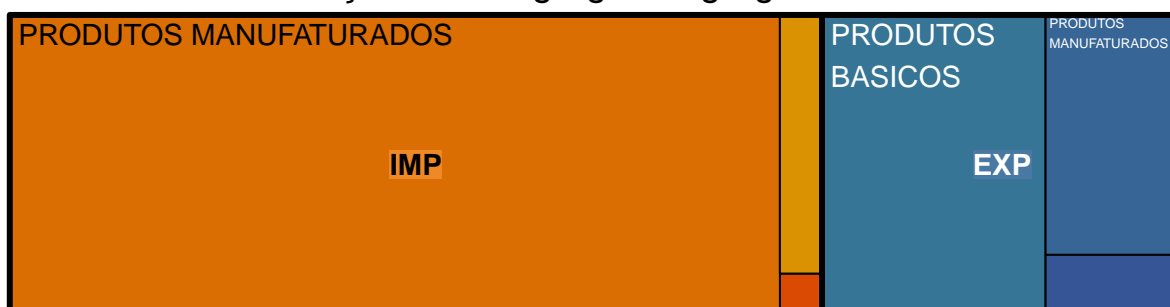 PRODUTOS MANUFATURADOS
IMP
PRODUTOS
BASICOS
EXP
PRODUTOS
MANUFATURADOS